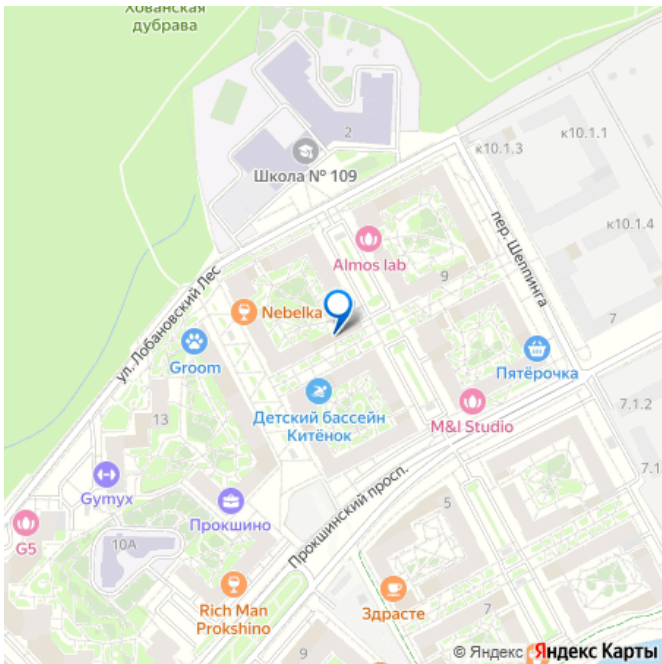 Хованская
дубрава
2
к10.1.1
к10.1.3
Школа № 109
пер. Шеппинга
к10.1.4
Almos lab
9
ул. Лобановский Лес
Nebelka
7
Groom
Пятёрочка
Детский бассейн
Китёнок
7.1.2
13
M&I Studio
Gymyx
Прокшино
Прокшинский просп.
5
7.1
G5
10А
Rich Man
Prokshino
Здрасте
7
9
© Яндекс Яндекс Карты